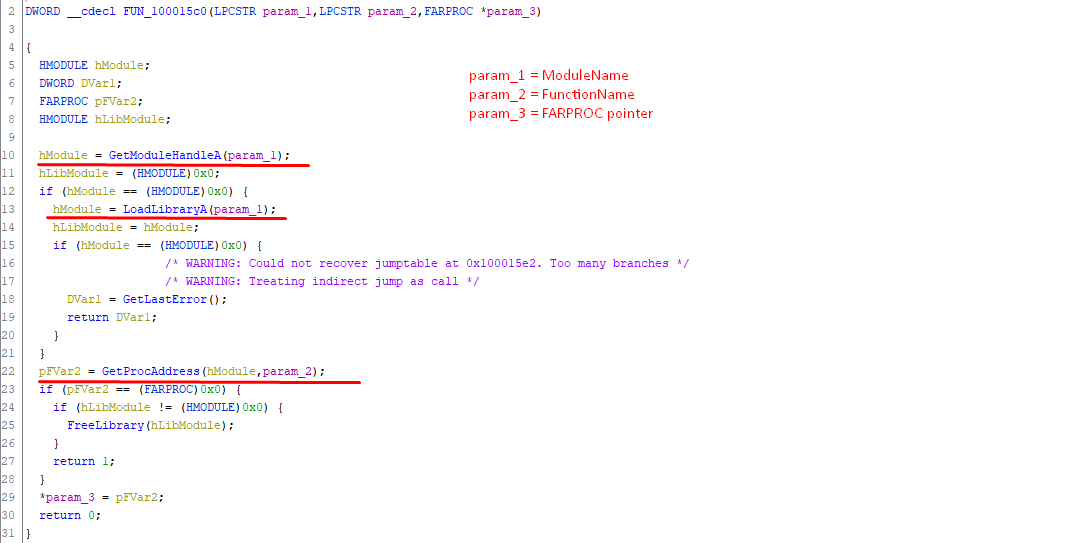 2 DWORD __cdecl FUN_100015c0(LPCSTR param_1,LPCSTR param_2,FARPROC *param_3)
3
4 {
5 HMODULE hModule;
6 DWORD DVar1;
7 FARPROC pFVar2;
8 HMODULE hLibModule;
param_1 = ModuleName
param_2 = FunctionName
param_3 = FARPROC pointer
9
10 hModule = GetModuleHandleA(param_1);
11 hLibModule = (HMODULE)0x0;
12 if (hModule == (HMODULE)0x0) {
13 hModule = LoadLibraryA(param_1);
14 hLibModule = hModule;
15 if (hModule == (HMODULE)0x0) {
16 /* WARNING: Could not recover jumptable at 0x100015e2. Too many branches */
17 /* WARNING: Treating indirect jump as call */
18 DVar1 = GetLastError();
19 return DVar1;
20 }
21 }
22 pFVar2 = GetProcAddress(hModule,param_2);
23 if (pFVar2 == (FARPROC)0x0) {
24 if (hLibModule != (HMODULE)0x0) {
25 FreeLibrary(hLibModule);
26 }
27 return 1;
28 }
29 *param_3 = pFVar2;
30 return 0;
31 }